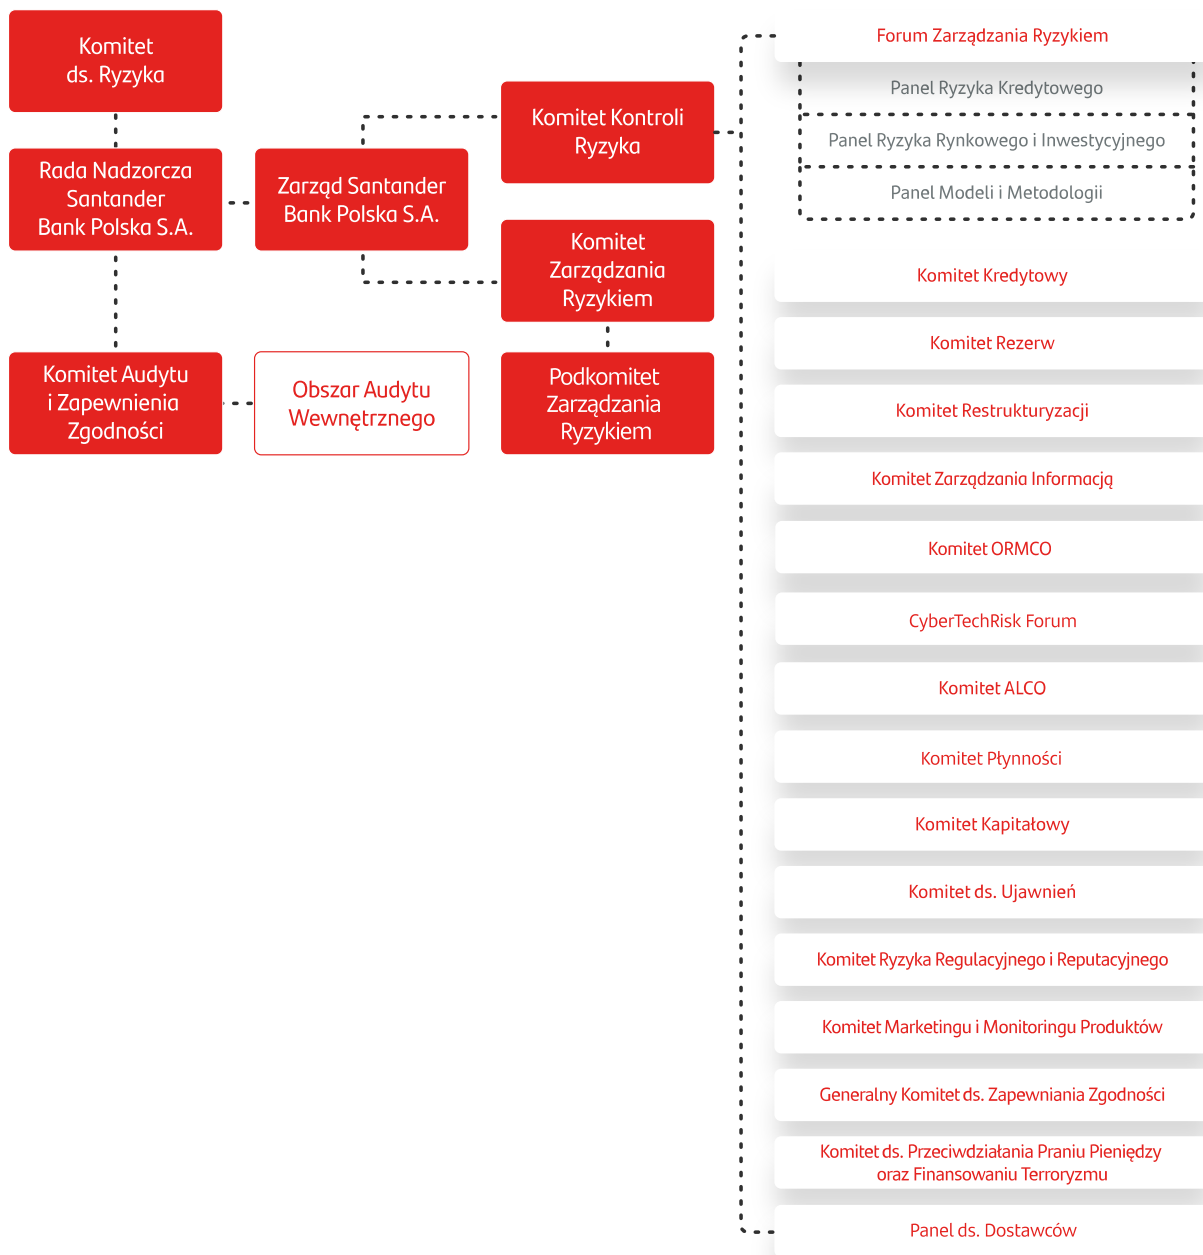 Komitet
ds. Ryzyka
Rada Nadzorcza
Santander
Bank Polska S.A.
Komitet Audytu
i Zapewnienia
Zgodności
Zarząd Santander
Bank Polska S.A.
Obszar Audytu
Wewnętrznego
Komitet Kontroli
Ryzyka
Komitet
Zarządzania
Ryzykiem
Podkomitet
Zarządzania
Ryzykiem
Forum Zarządzania Ryzykiem
Panel Ryzyka Kredytowego
Panel Ryzyka Rynkowego i Inwestycyjnego
Panel Modeli i Metodologii
Komitet Kredytowy
Komitet Rezerw
Komitet Restrukturyzacji
Komitet Zarządzania Informacją
Komitet ORMCO
CyberTechRisk Forum
Komitet ALCO
Komitet Płynności
Komitet Kapitałowy
Komitet ds. Ujawnień
Komitet Ryzyka Regulacyjnego i Reputacyjnego
Komitet Marketingu i Monitoringu Produktów
Generalny Komitet ds. Zapewniania Zgodności
Komitet ds. Przeciwdziałania Praniu Pieniędzy
oraz Finansowaniu Terroryzmu
Panel ds. Dostawców